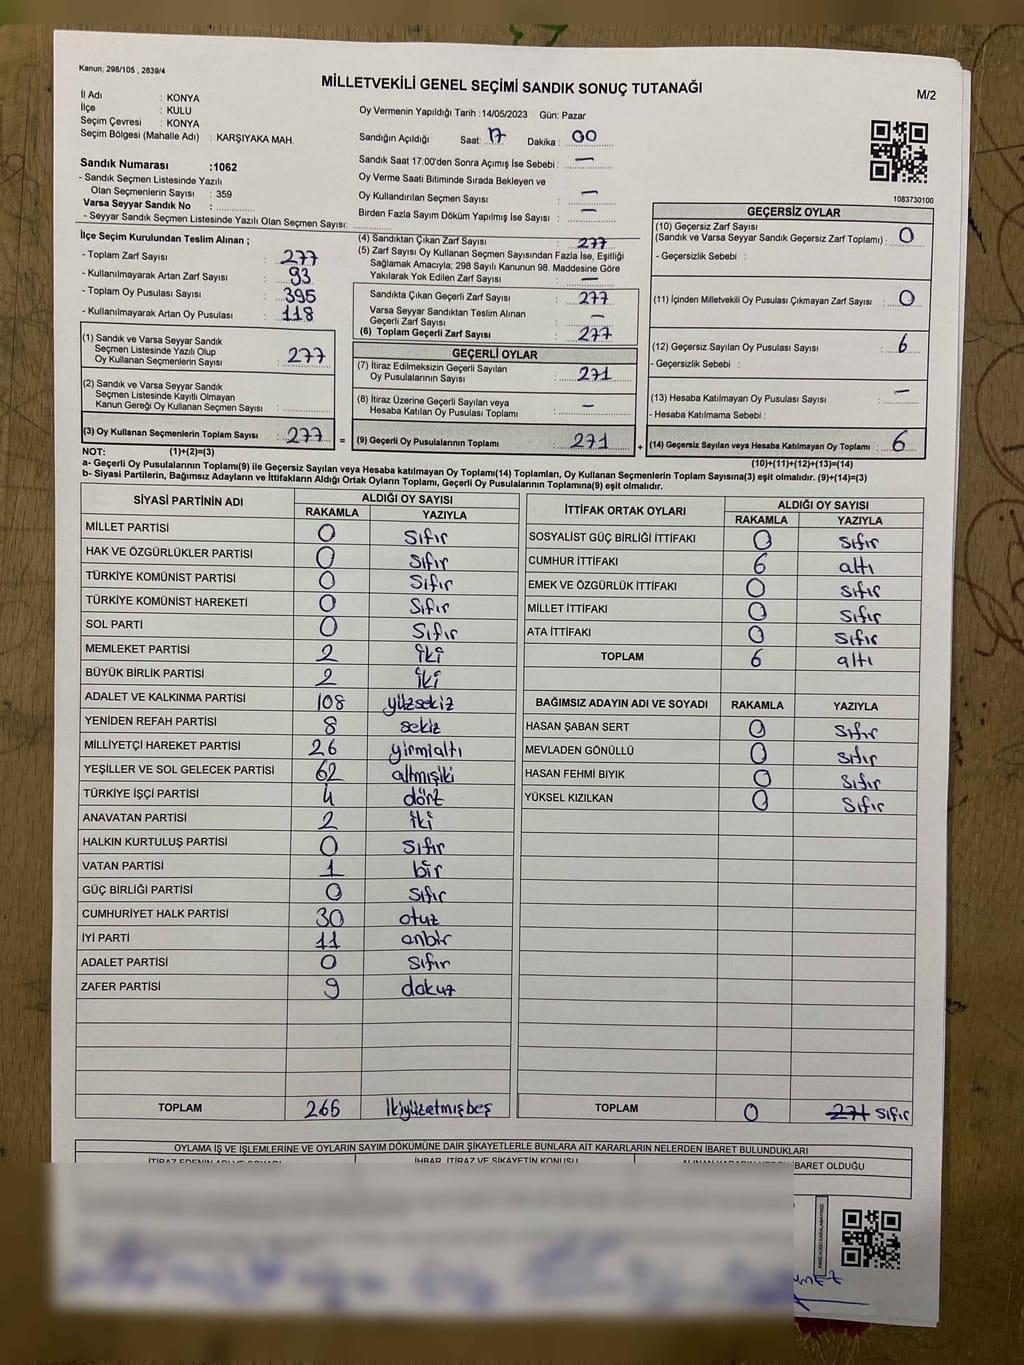 Kanun; 298/105 , 2839/4
MİLLETVEKİLİ GENEL SEÇİMİ SANDIK SONUÇ TUTANAĞI
M/2
İl Adı : KONYA
İlçe : KULU
Seçim Çevresi : KONYA
Seçim Bölgesi (Mahalle Adı) : KARŞIYAKA MAH.
Sandık Numarası :1062
- Sandık Seçmen Listesinde Yazılı
Olan Seçmenlerin Sayısı : 359
Varsa Seyyar Sandık No :
- Seyyar Sandık Seçmen Listesinde Yazılı Olan Seçmen Sayısı:
Oy Vermenin Yapıldığı Tarih :14/05/2023 Gün: Pazar
Sandığın Açıldığı Saat: 17 Dakika : 00
Sandık Saat 17:00'den Sonra Açımış İse Sebebi : —
Oy Verme Saati Bitiminde Sırada Bekleyen ve
Oy Kullandırılan Seçmen Sayısı : —
Birden Fazla Sayım Döküm Yapılmış İse Sayısı : —
1083730100
İlçe Seçim Kurulundan Teslim Alınan ;
- Toplam Zarf Sayısı : 277
- Kullanılmayarak Artan Zarf Sayısı : 93
- Toplam Oy Pusulası Sayısı : 395
- Kullanılmayarak Artan Oy Pusulası : 118
(1) Sandık ve Varsa Seyyar Sandık
Seçmen Listesinde Yazılı Olup
Oy Kullanan Seçmenlerin Sayısı : 277
(2) Sandık ve Varsa Seyyar Sandık
Seçmen Listesinde Kayıtlı Olmayan
Kanun Gereği Oy Kullanan Seçmen Sayısı :
(3) Oy Kullanan Seçmenlerin Toplam Sayısı : 277 =
(4) Sandıktan Çıkan Zarf Sayısı : 277
(5) Zarf Sayısı Oy Kullanan Seçmen Sayısından Fazla İse, Eşitliği
Sağlamak Amacıyla, 298 Sayılı Kanunun 98. Maddesine Göre
Yakılarak Yok Edilen Zarf Sayısı : —
Sandıkta Çıkan Geçerli Zarf Sayısı : 277
Varsa Seyyar Sandıktan Teslim Alınan
Geçerli Zarf Sayısı : —
(6) Toplam Geçerli Zarf Sayısı : 277
GEÇERLİ OYLAR
(7) İtiraz Edilmeksizin Geçerli Sayılan
Oy Pusulalarının Sayısı : 271
(8) İtiraz Üzerine Geçerli Sayılan veya
Hesaba Katılan Oy Pusulası Toplamı : —
(9) Geçerli Oy Pusulalarının Toplamı : 271 +
GEÇERSİZ OYLAR
(10) Geçersiz Zarf Sayısı
(Sandık ve Varsa Seyyar Sandık Geçersiz Zarf Toplamı) : 0
- Geçersizlik Sebebi :
(11) İçinden Milletvekili Oy Pusulası Çıkmayan Zarf Sayısı : 0
(12) Geçersiz Sayılan Oy Pusulası Sayısı : 6
- Geçersizlik Sebebi :
(13) Hesaba Katılmayan Oy Pusulası Sayısı : —
- Hesaba Katılmama Sebebi :
(14) Geçersiz Sayılan veya Hesaba Katılmayan Oy Toplamı : 6
NOT: (1)+(2)=(3)
(10)+(11)+(12)+(13)=(14)
a- Geçerli Oy Pusulalarının Toplamı(9) ile Geçersiz Sayılan veya Hesaba katılmayan Oy Toplamı(14) Toplamları, Oy Kullanan Seçmenlerin Toplam Sayısına(3) eşit olmalıdır. (9)+(14)=(3)
b- Siyasi Partilerin, Bağımsız Adayların ve İttifakların Aldığı Ortak Oyların Toplamı, Geçerli Oy Pusulalarının Toplamına(9) eşit olmalıdır.
SİYASİ PARTİNİN ADI ALDIĞI OY SAYISI
RAKAMLA YAZIYLA
MİLLET PARTİSİ 0 sıfır
HAK VE ÖZGÜRLÜKLER PARTİSİ 0 sıfır
TÜRKİYE KOMÜNİST PARTİSİ 0 sıfır
TÜRKİYE KOMÜNİST HAREKETİ 0 sıfır
SOL PARTİ 0 sıfır
MEMLEKET PARTİSİ 2 iki
BÜYÜK BİRLİK PARTİSİ 2 iki
ADALET VE KALKINMA PARTİSİ 108 yüzsekiz
YENİDEN REFAH PARTİSİ 8 sekiz
MİLLİYETÇİ HAREKET PARTİSİ 26 yirmialtı
YEŞİLLER VE SOL GELECEK PARTİSİ 62 altmışiki
TÜRKİYE İŞÇİ PARTİSİ 4 dört
ANAVATAN PARTİSİ 2 iki
HALKIN KURTULUŞ PARTİSİ 0 sıfır
VATAN PARTİSİ 1 bir
GÜÇ BİRLİĞİ PARTİSİ 0 sıfır
CUMHURİYET HALK PARTİSİ 30 otuz
İYİ PARTİ 11 onbir
ADALET PARTİSİ 0 sıfır
ZAFER PARTİSİ 9 dokuz
TOPLAM 265 İkiyüzatmışbeş
İTTİFAK ORTAK OYLARI ALDIĞI OY SAYISI
RAKAMLA YAZIYLA
SOSYALİST GÜÇ BİRLİĞİ İTTİFAKI 0 sıfır
CUMHUR İTTİFAKI 6 altı
EMEK VE ÖZGÜRLÜK İTTİFAKI 0 sıfır
MİLLET İTTİFAKI 0 sıfır
ATA İTTİFAKI 0 sıfır
TOPLAM 6 altı
BAĞIMSIZ ADAYIN ADI VE SOYADI RAKAMLA YAZIYLA
HASAN ŞABAN SERT 0 sıfır
MEVLADEN GÖNÜLLÜ 0 sıfır
HASAN FEHMİ BIYIK 0 sıfır
YÜKSEL KIZILKAN 0 sıfır
TOPLAM 0 271 sıfır
OYLAMA İŞ VE İŞLEMLERİNE VE OYLARIN SAYIM DÖKÜMÜNE DAİR ŞİKAYETLERLE BUNLARA AİT KARARLARIN NELERDEN İBARET BULUNDUKLARI
İHBAR, İTİRAZ VE ŞİKAYETİN KONUSU
İBARET OLDUĞU